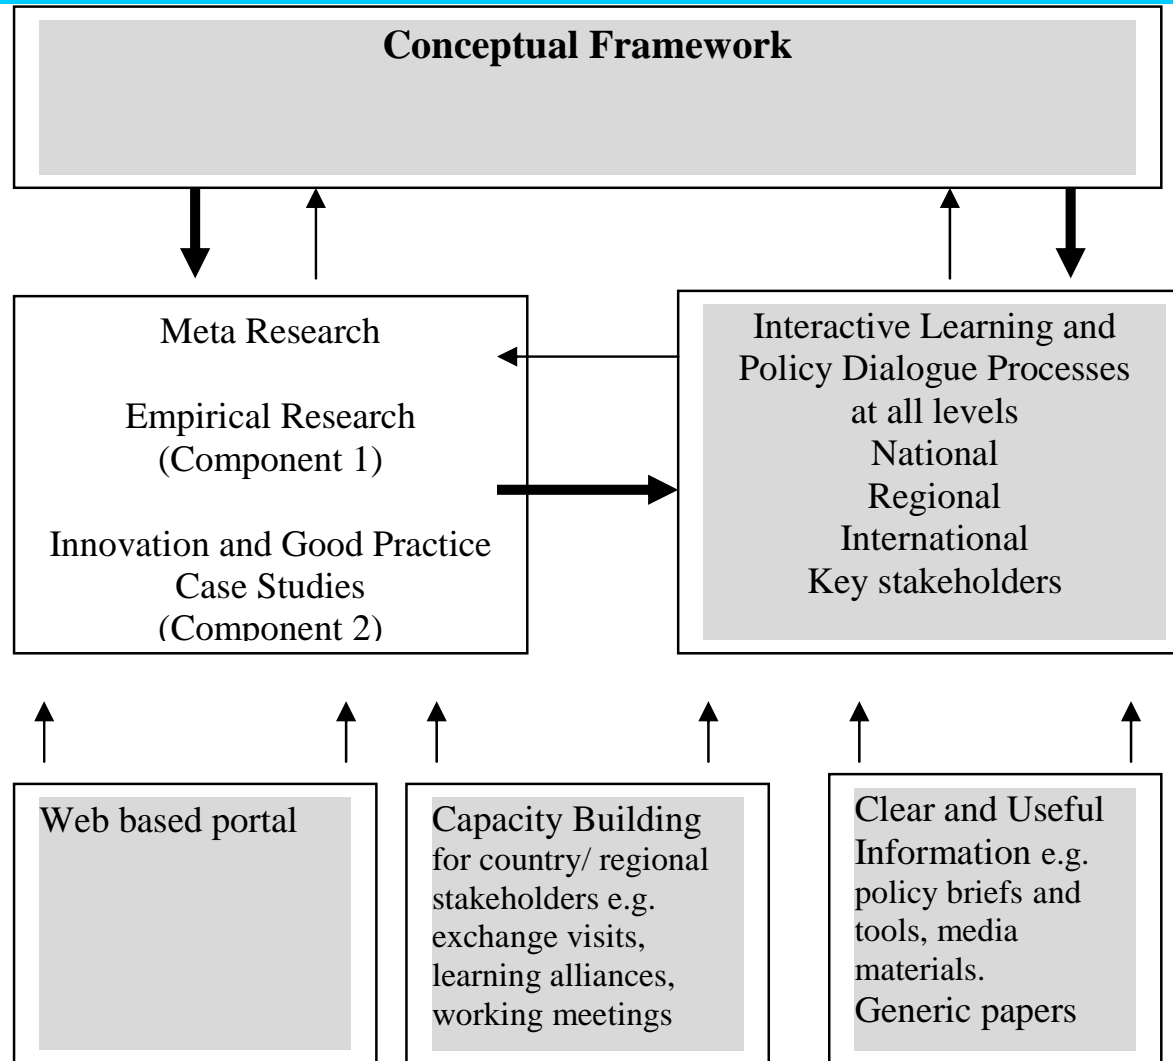 Conceptual Framework
Meta Research
Empirical Research
(Component 1)
Innovation and Good Practice
Case Studies
(Component 2)
Interactive Learning and
Policy Dialogue Processes
at all levels
National
Regional
International
Key stakeholders
Web based portal
Capacity Building
for country/ regional
stakeholders e.g.
exchange visits,
learning alliances,
working meetings
Clear and Useful
Information e.g.
policy briefs and
tools, media
materials.
Generic papers